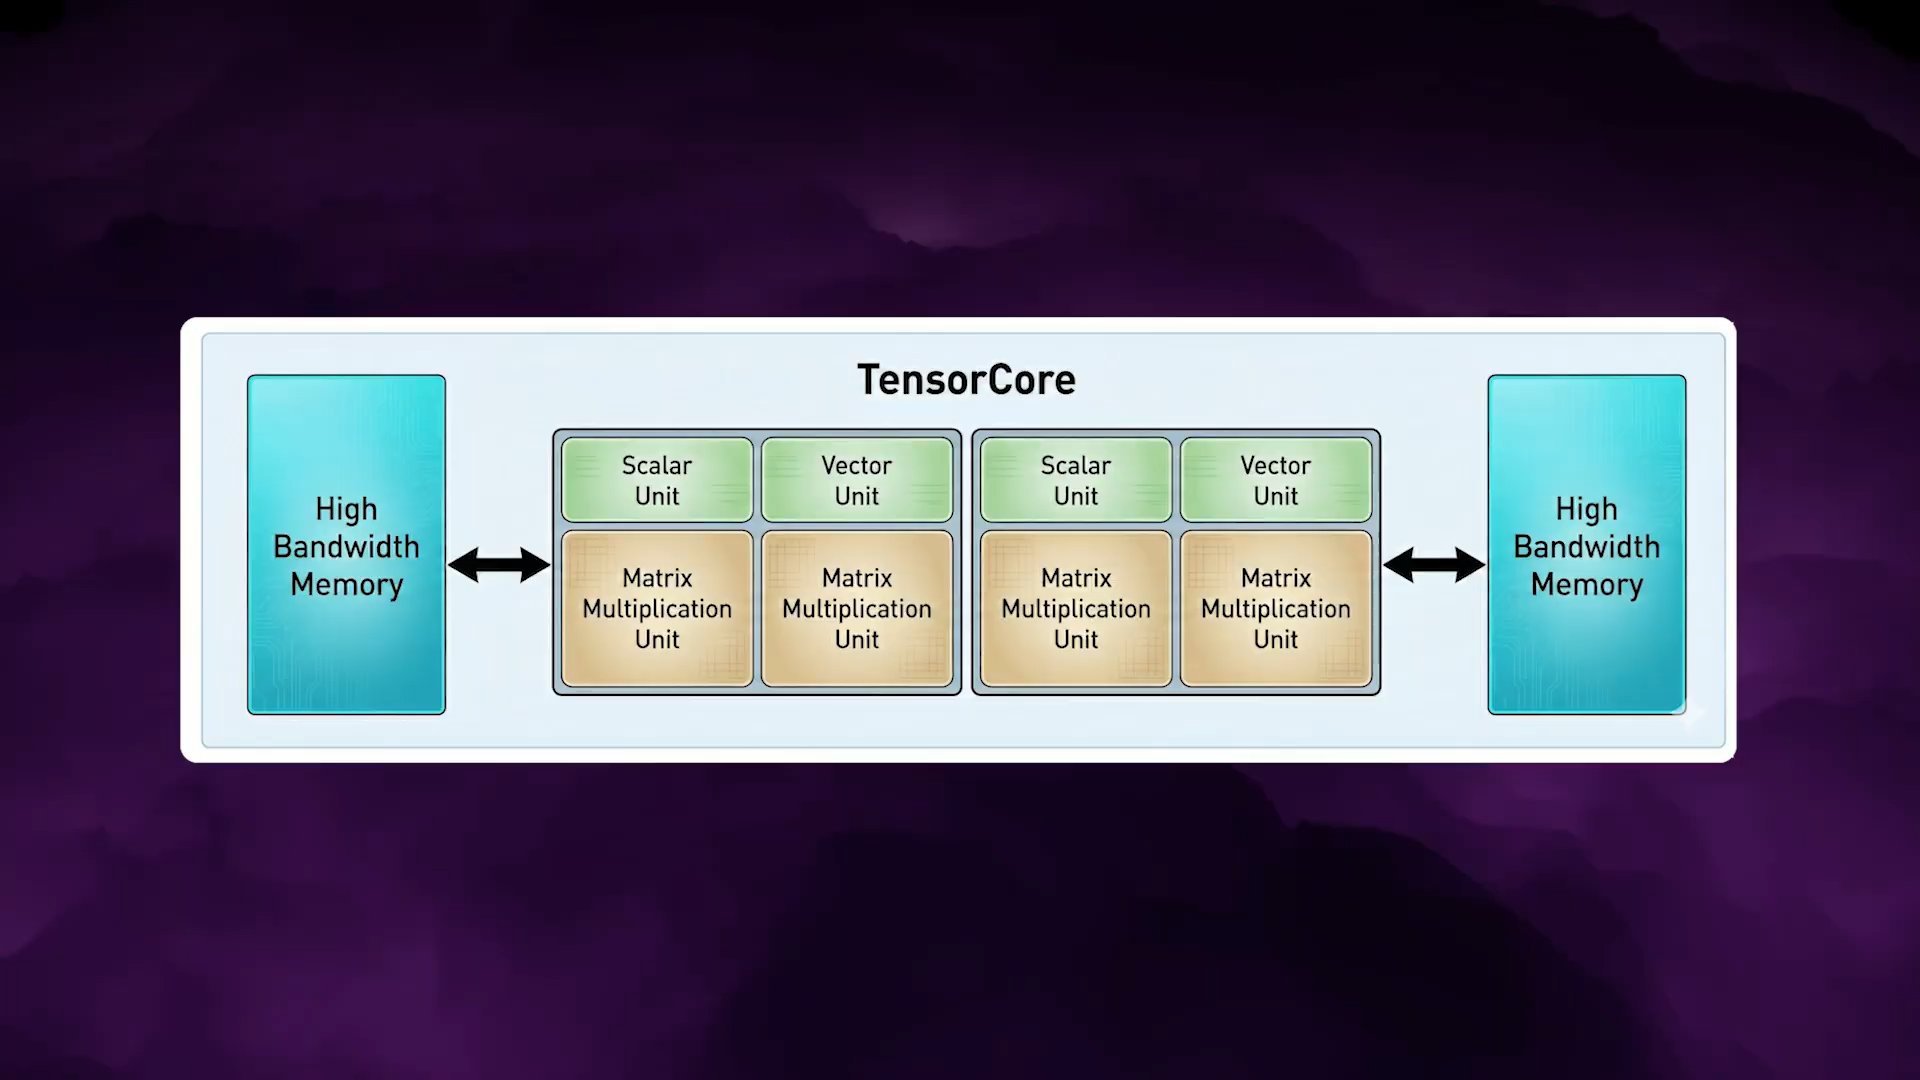 TensorCore
High
Bandwidth
Memory
Scalar
Unit
Vector
Unit
Matrix
Multiplication
Unit
Matrix
Multiplication
Unit
Scalar
Unit
Vector
Unit
Matrix
Multiplication
Unit
Matrix
Multiplication
Unit
High
Bandwidth
Memory